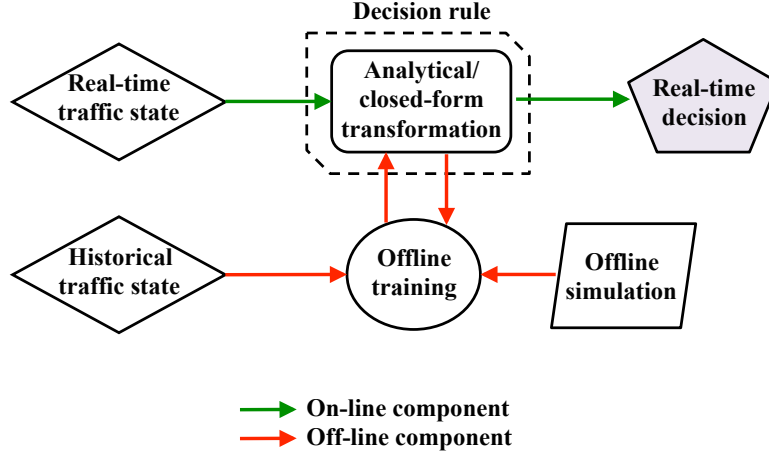 Decision rule
Real-time
traffic state
Analytical/
closed-form
transformation
Real-time
decision
Historical
traffic state
Offline
training
Offline
simulation
On-line component
Off-line component